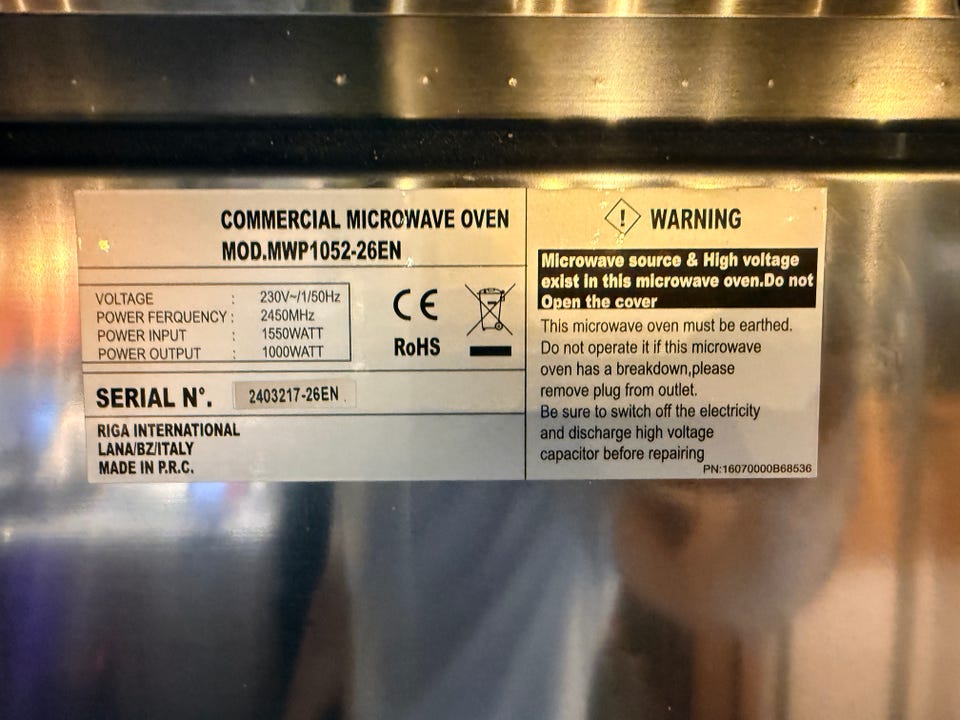 COMMERCIAL MICROWAVE OVEN
MOD.MWP1052-26EN
VOLTAGE : 230V~/1/50Hz
POWER FERQUENCY : 2450MHz
POWER INPUT : 1550WATT
POWER OUTPUT : 1000WATT
CE
RoHS
SERIAL N°. 2403217-26EN
RIGA INTERNATIONAL
LANA/BZ/ITALY
MADE IN P.R.C.
! WARNING
Microwave source & High voltage
exist in this microwave oven.Do not
Open the cover
This microwave oven must be earthed.
Do not operate it if this microwave
oven has a breakdown,please
remove plug from outlet.
Be sure to switch off the electricity
and discharge high voltage
capacitor before repairing
PN:16070000B68536